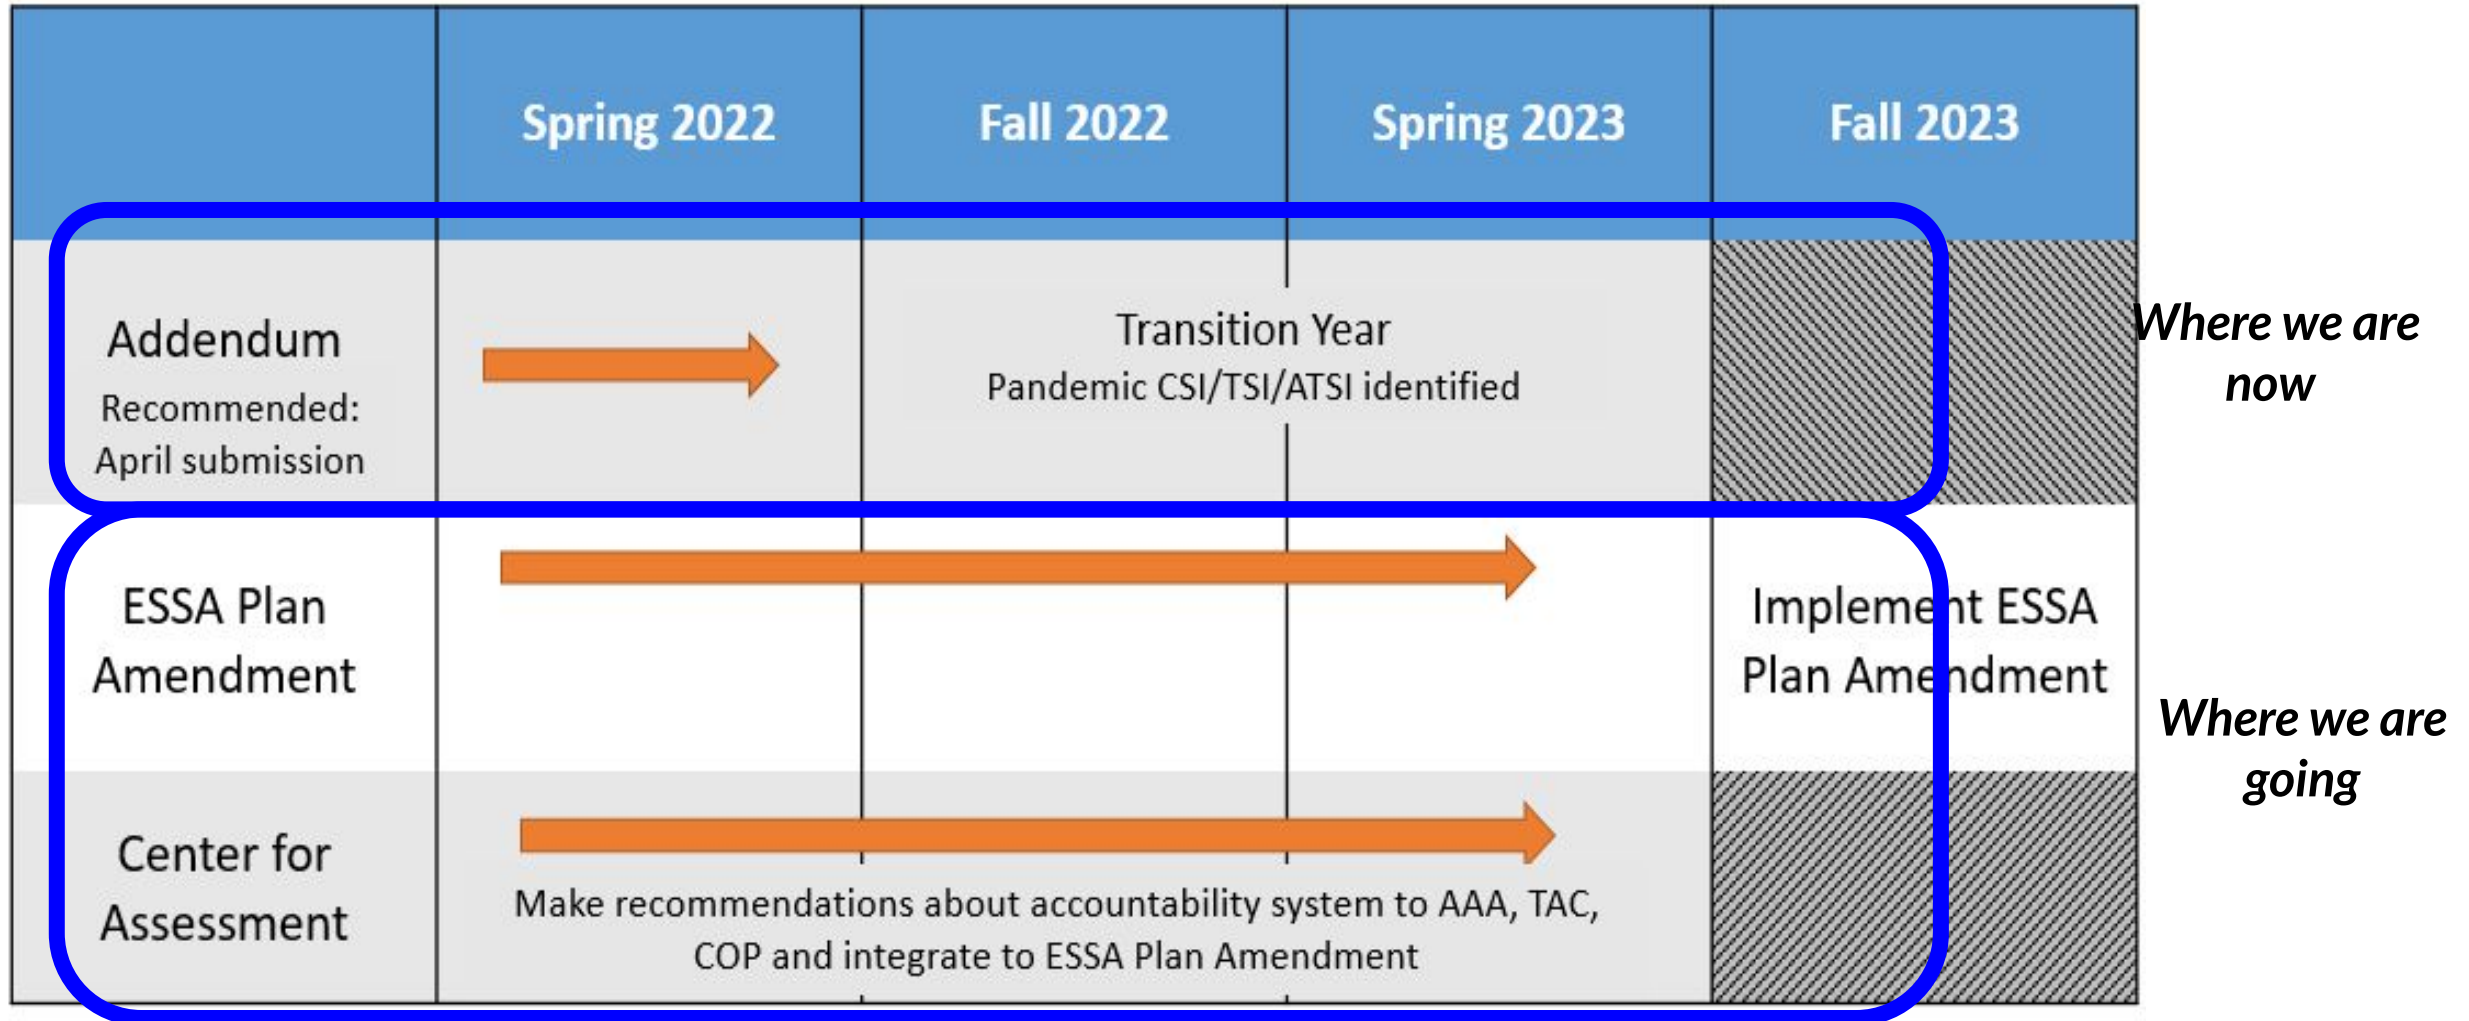 Spring 2022
Fall 2022
Spring 2023
Fall 2023
Addendum
Recommended:
April submission
Transition Year
Pandemic CSI/TSI/ATSI identified
Where we are
now
ESSA Plan
Amendment
Implement ESSA
Plan Amendment
Where we are
going
Center for
Assessment
Make recommendations about accountability system to AAA, TAC,
COP and integrate to ESSA Plan Amendment